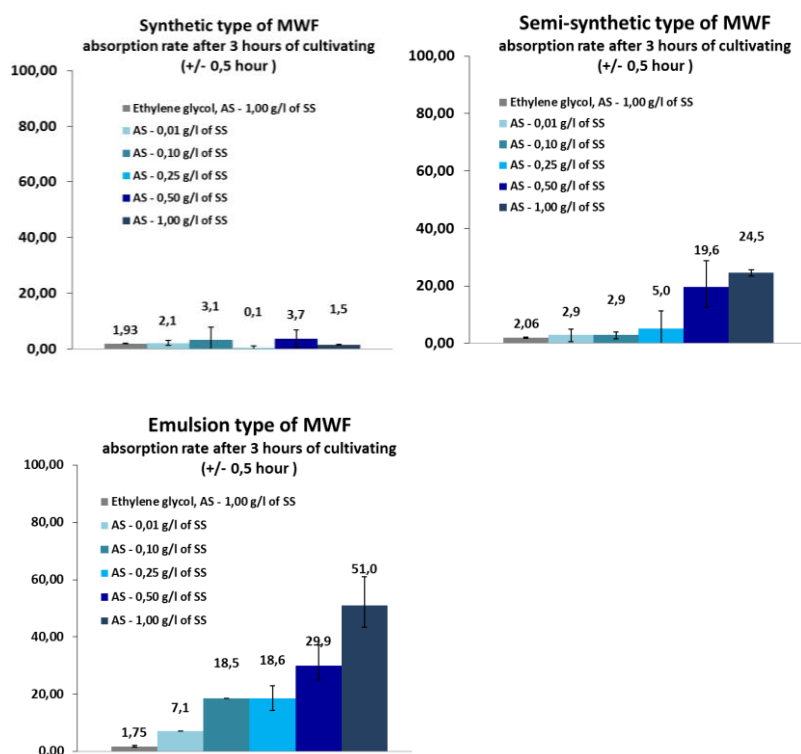 Synthetic type of MWF
absorption rate after 3 hours of cultivating
(+/- 0,5 hour )
100,00
80,00
60,00
40,00
20,00
0,00
Ethylene glycol, AS - 1,00 g/l of SS
AS - 0,01 g/l of SS
AS - 0,10 g/l of SS
AS - 0,25 g/l of SS
AS - 0,50 g/l of SS
AS - 1,00 g/l of SS
1,93
2,1
3,1
0,1
3,7
1,5
Semi-synthetic type of MWF
absorption rate after 3 hours of cultivating
(+/- 0,5 hour )
100,00
80,00
60,00
40,00
20,00
0,00
Ethylene glycol, AS - 1,00 g/l of SS
AS - 0,01 g/l of SS
AS - 0,10 g/l of SS
AS - 0,25 g/l of SS
AS - 0,50 g/l of SS
AS - 1,00 g/l of SS
2,06
2,9
2,9
5,0
19,6
24,5
Emulsion type of MWF
absorption rate after 3 hours of cultivating
(+/- 0,5 hour )
100,00
80,00
60,00
40,00
20,00
0,00
Ethylene glycol, AS - 1,00 g/l of SS
AS - 0,01 g/l of SS
AS - 0,10 g/l of SS
AS - 0,25 g/l of SS
AS - 0,50 g/l of SS
AS - 1,00 g/l of SS
1,75
7,1
18,5
18,6
29,9
51,0